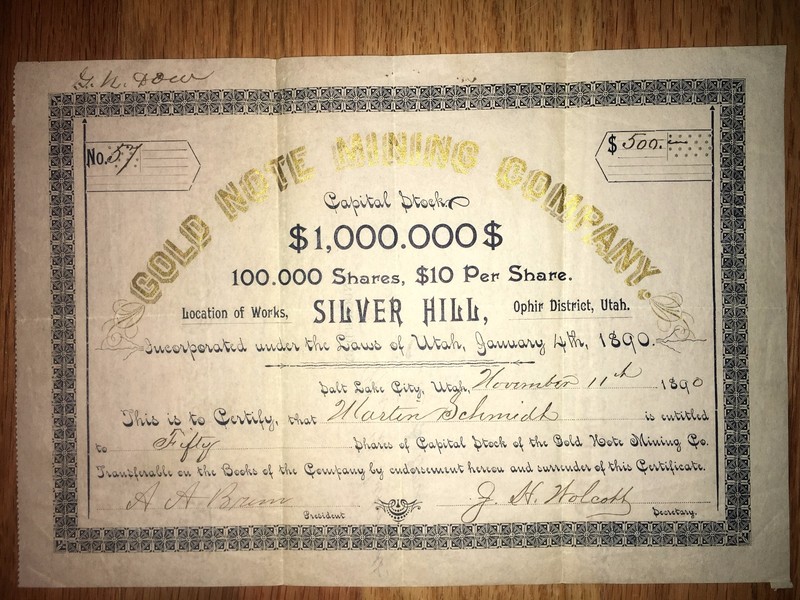 G. N. Dow
No. 57
$ 500.—
GOLD NOTE MINING COMPANY.
Capital Stock
$1,000.000$
100.000 Shares, $10 Per Share.
Location of Works, SILVER HILL, Ophir District, Utah.
Incorporated under the Laws of Utah, January 4th, 1890.
Salt Lake City, Utah, November 11th 1890
This is to Certify, that Martin Schmidt is entitled
to Fifty Shares of Capital Stock of the Gold Note Mining Co.
Transferable on the Books of the Company by endorsement hereon and surrender of this Certificate.
A A J. H. Wolcott
President Secretary.